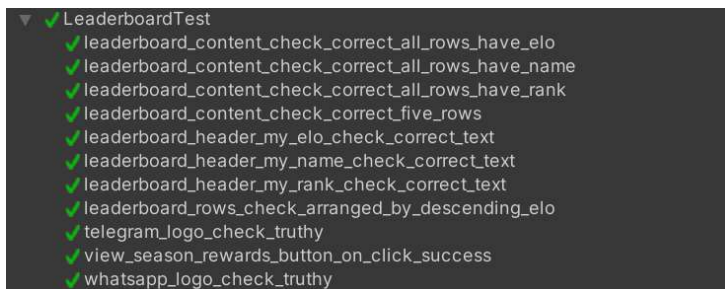 LeaderboardTest
leaderboard_content_check_correct_all_rows_have_elo
leaderboard_content_check_correct_all_rows_have_name
leaderboard_content_check_correct_all_rows_have_rank
leaderboard_content_check_correct_five_rows
leaderboard_header_my_elo_check_correct_text
leaderboard_header_my_name_check_correct_text
leaderboard_header_my_rank_check_correct_text
leaderboard_rows_check_arranged_by_descending_elo
telegram_logo_check_truthy
view_season_rewards_button_on_click_success
whatsapp_logo_check_truthy